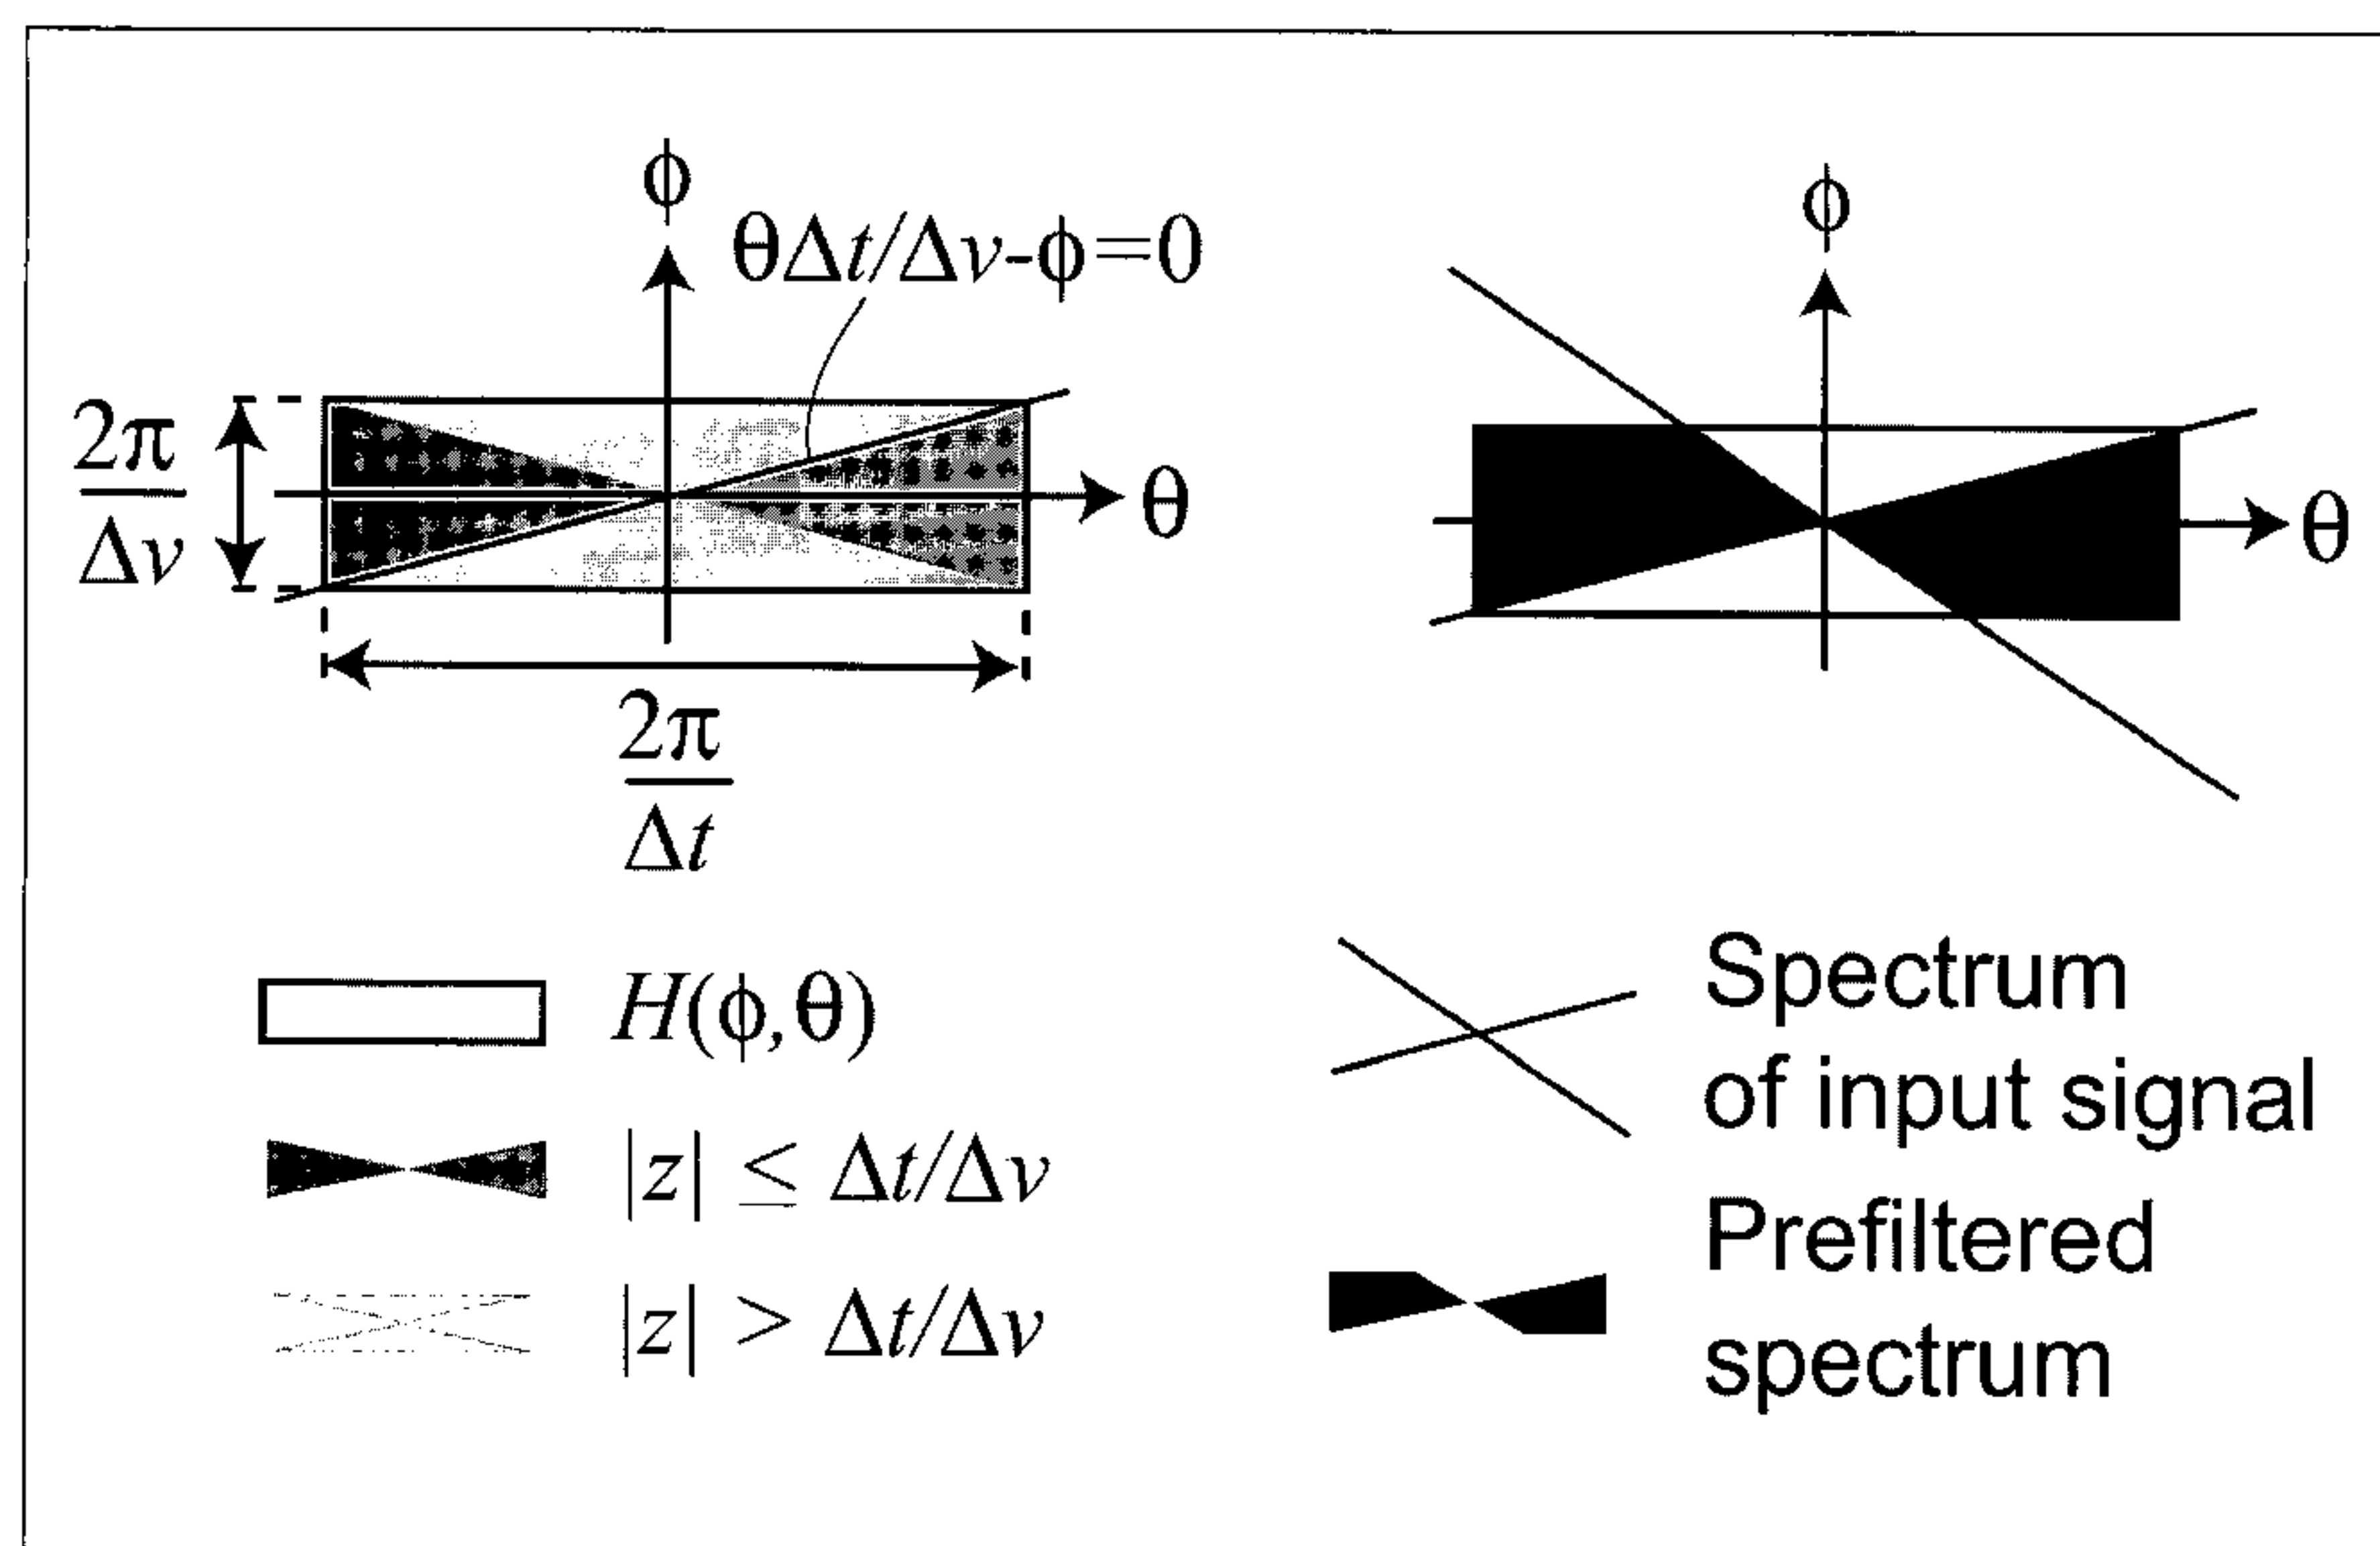 ϕ
θΔt/Δv-ϕ=0
2π
Δv
θ
2π
Δt
ϕ
θ
H(ϕ,θ)
|z| ≤ Δt/Δv
|z| > Δt/Δv
Spectrum
of input signal
Prefiltered
spectrum